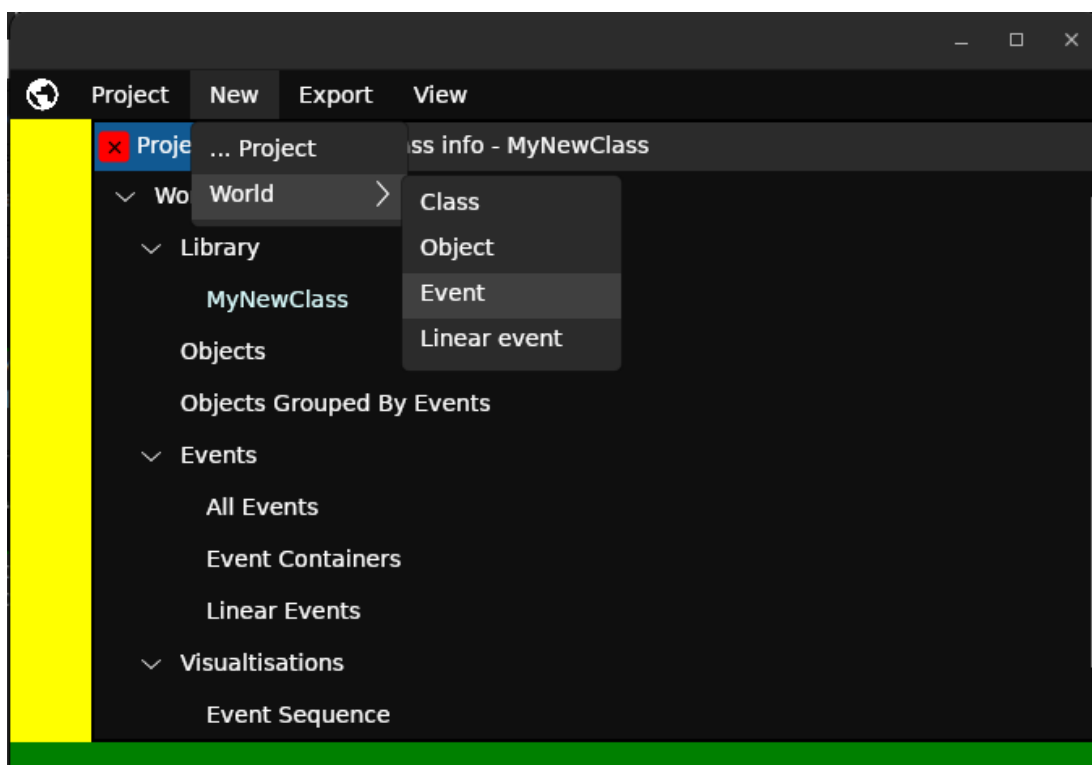 Project New Export View
Proje ss info - MyNewClass
... Project
Wo
World
Class
Library
Object
MyNewClass
Event
Linear event
Objects
Objects Grouped By Events
Events
All Events
Event Containers
Linear Events
Visualtisations
Event Sequence